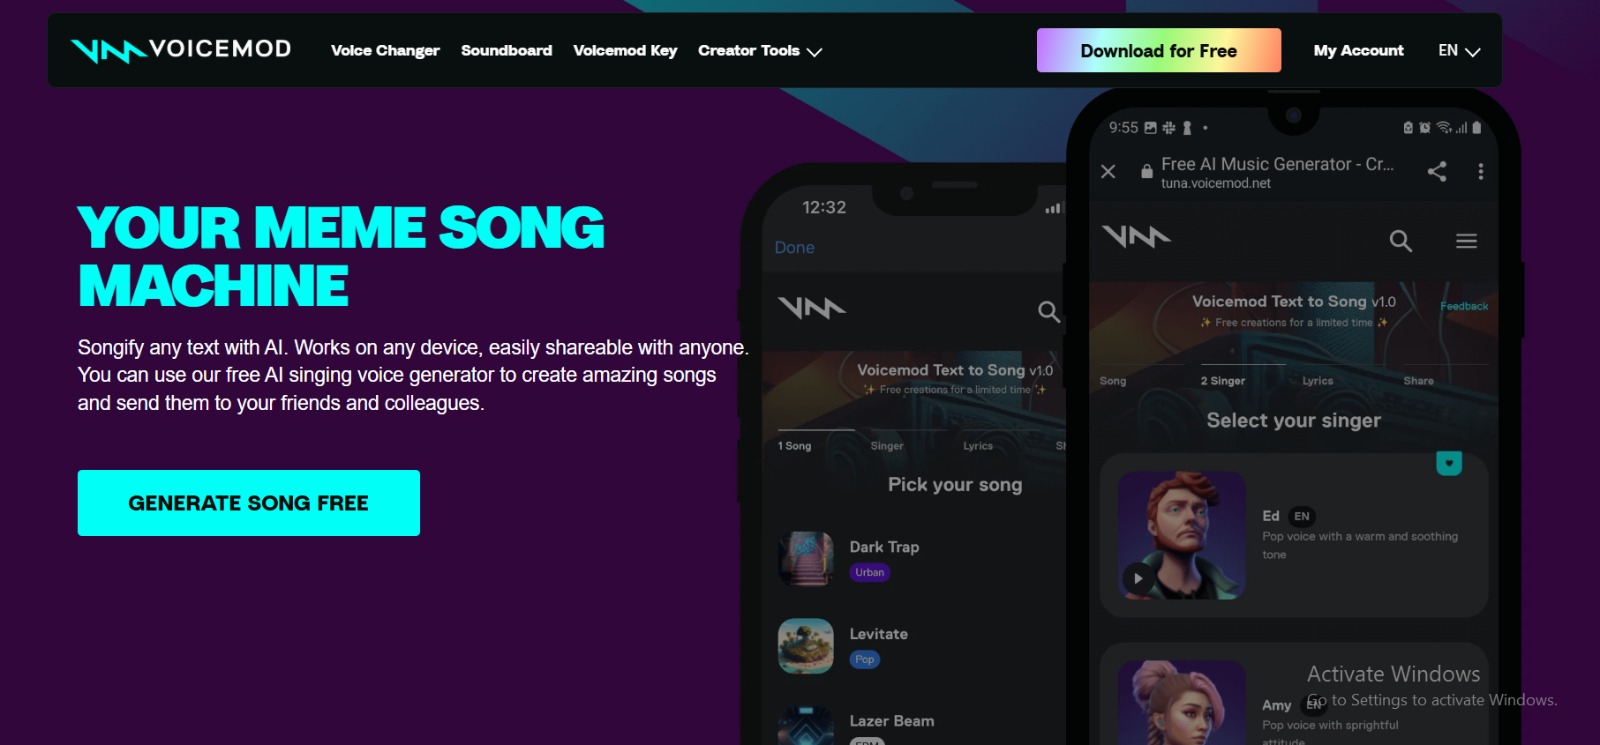 VOICEMOD
Voice Changer
Soundboard
Voicemod Key
Creator Tools
Download for Free
My Account
EN
YOUR MEME SONG
MACHINE
Songify any text with AI. Works on any device, easily shareable with anyone.
You can use our free AI singing voice generator to create amazing songs
and send them to your friends and colleagues.
GENERATE SONG FREE
12:32
Done
Voicemod Text to Song v1.0
✨ Free creations for a limited time ✨
1 Song
Singer
Lyrics
Pick your song
Dark Trap
Urban
Levitate
Pop
Lazer Beam
EDM
9:55
Free AI Music Generator - Cr...
tuna.voicemod.net
Voicemod Text to Song v1.0
Feedback
✨ Free creations for a limited time ✨
Song
2 Singer
Lyrics
Share
Select your singer
Ed EN
Pop voice with a warm and soothing
tone
Amy EN
Pop voice with sprightful
attitude
Activate Windows
Go to Settings to activate Windows.